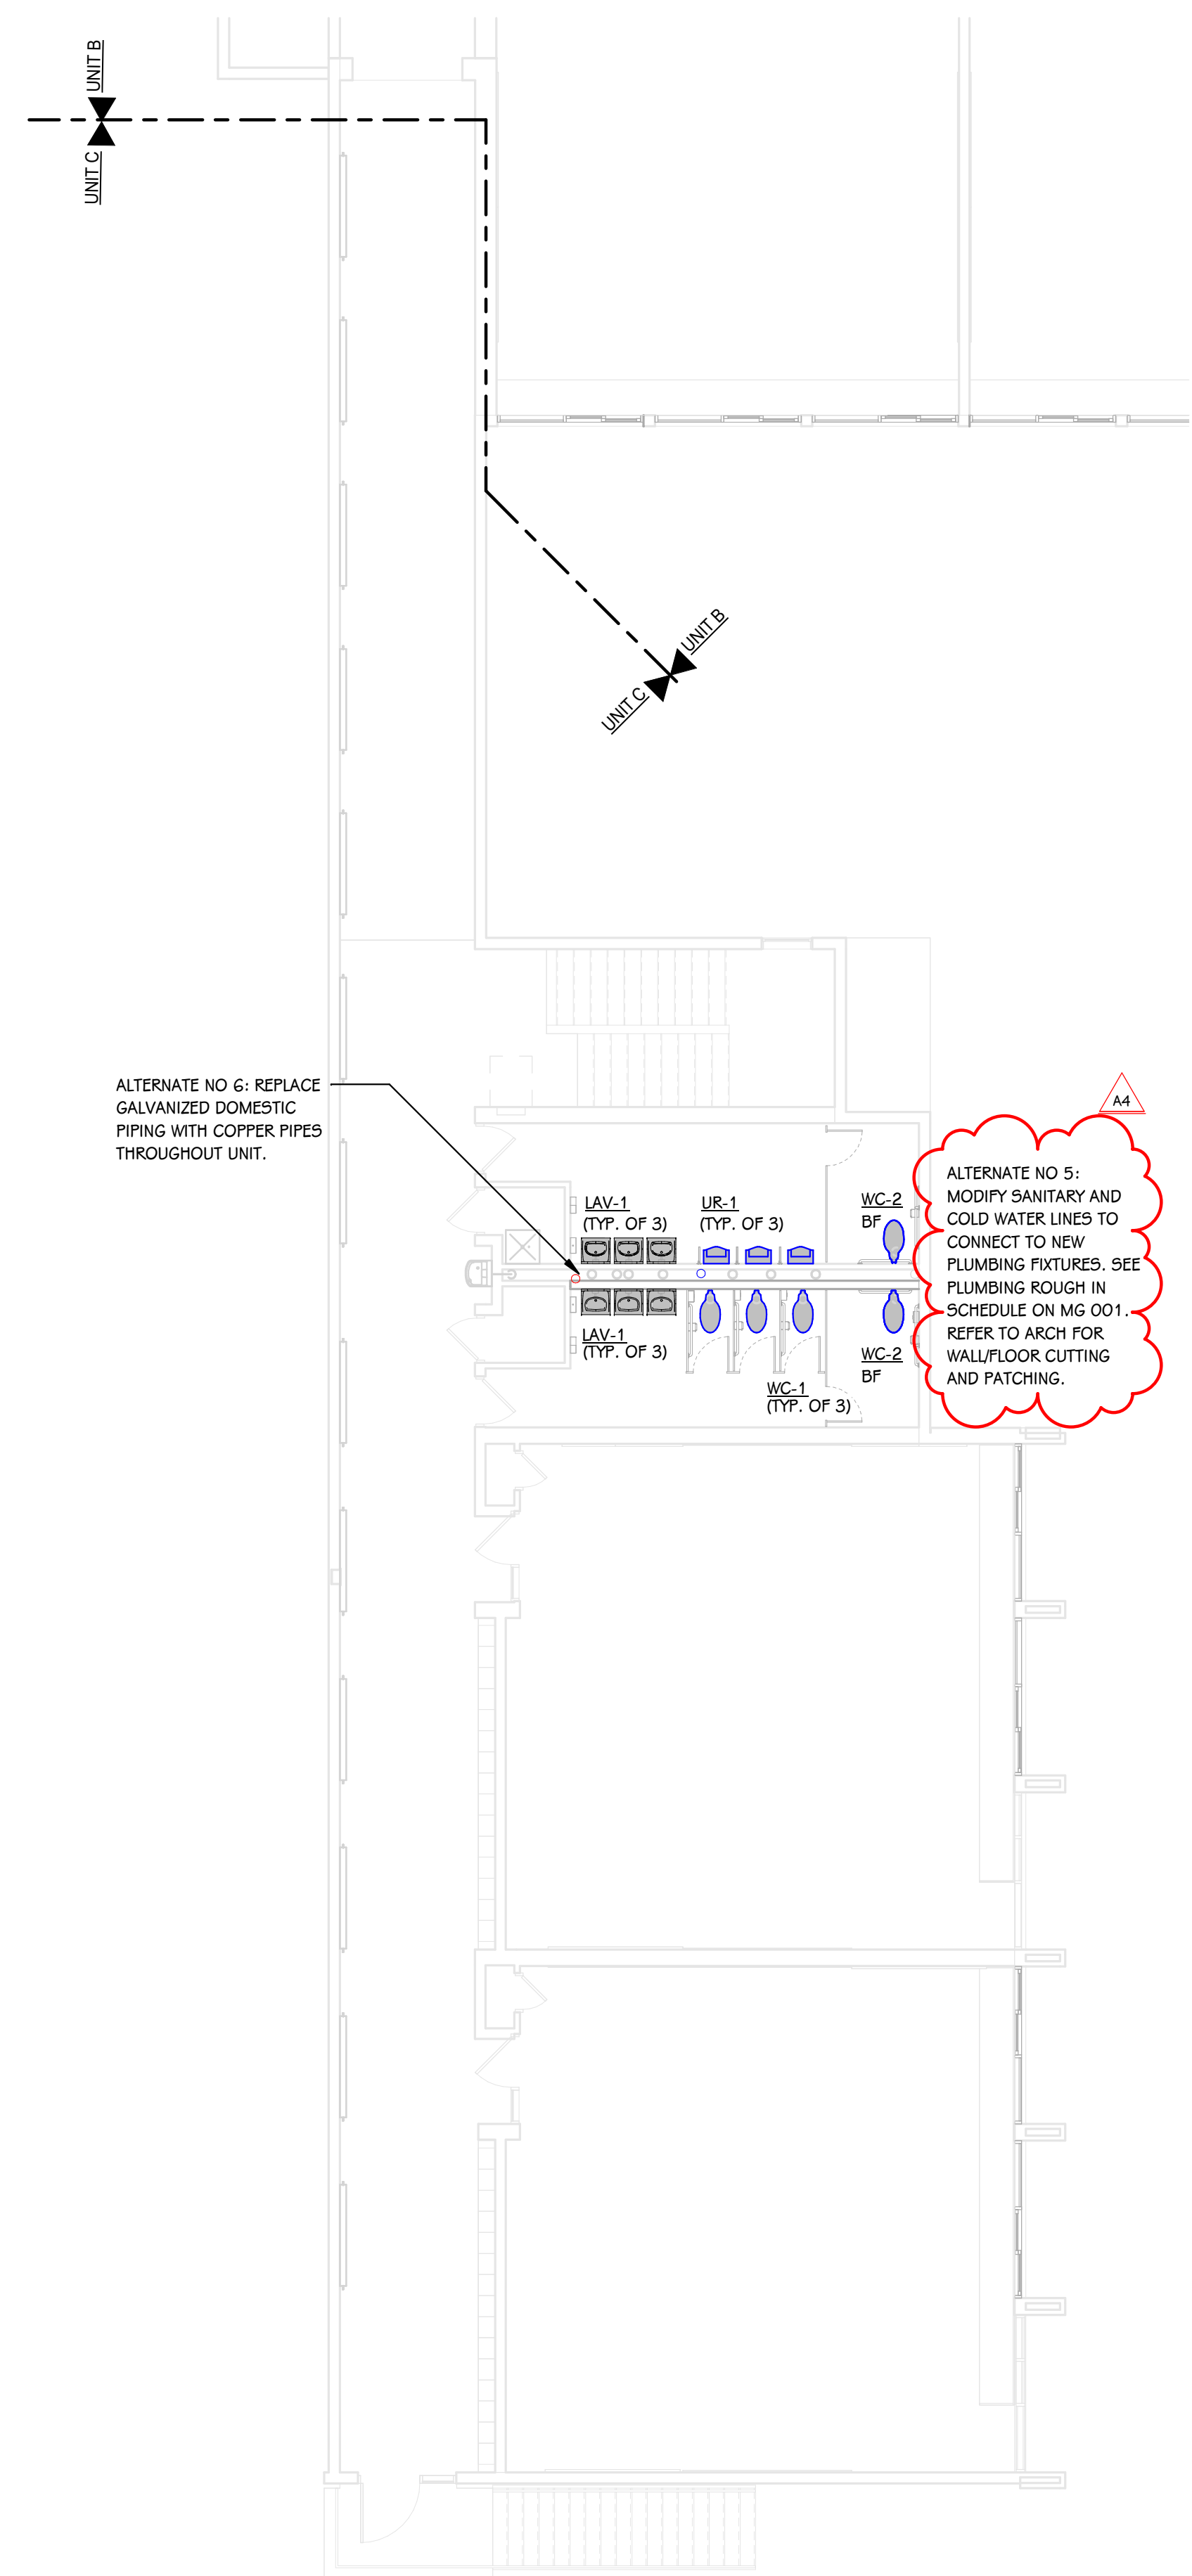 UNIT B
UNIT C
UNIT B
UNIT C
ALTERNATE NO 6: REPLACE
GALVANIZED DOMESTIC
PIPING WITH COPPER PIPES
THROUGHOUT UNIT.
A4
ALTERNATE NO 5:
MODIFY SANITARY AND
COLD WATER LINES TO
CONNECT TO NEW
PLUMBING FIXTURES. SEE
PLUMBING ROUGH IN
SCHEDULE ON MG 001.
REFER TO ARCH FOR
WALL/FLOOR CUTTING
AND PATCHING.
LAV-1
(TYP. OF 3)
UR-1
(TYP. OF 3)
WC-2
BF
LAV-1
(TYP. OF 3)
WC-1
(TYP. OF 3)
WC-2
BF